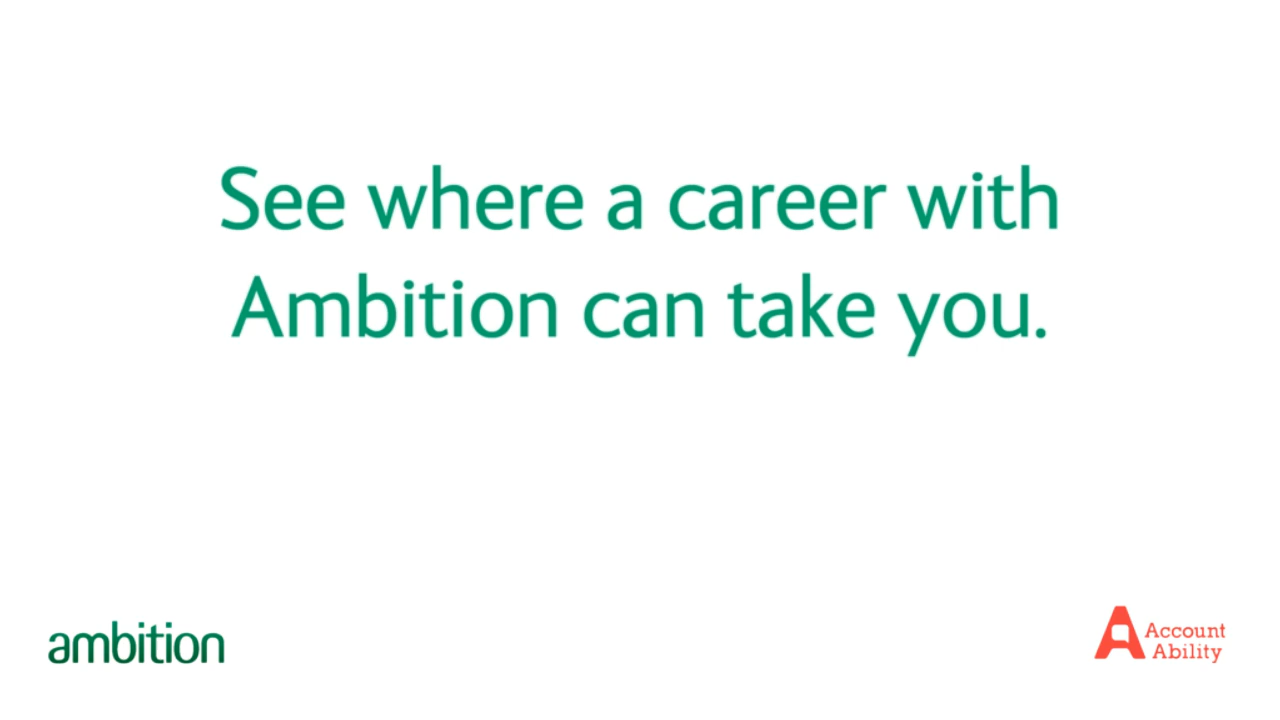 See where a career with
Ambition can take you.
ambition
Account
Ability